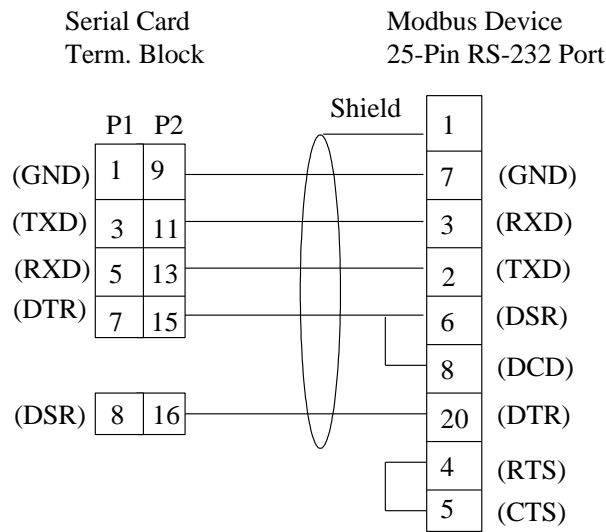 Serial Card Modbus Device
Term. Block 25-Pin RS-232 Port
Shield 1
P1 P2
(GND) 1 9 7 (GND)
(TXD) 3 11 3 (RXD)
(RXD) 5 13 2 (TXD)
(DTR) 7 15 6 (DSR)
8 (DCD)
(DSR) 8 16 20 (DTR)
4 (RTS)
5 (CTS)